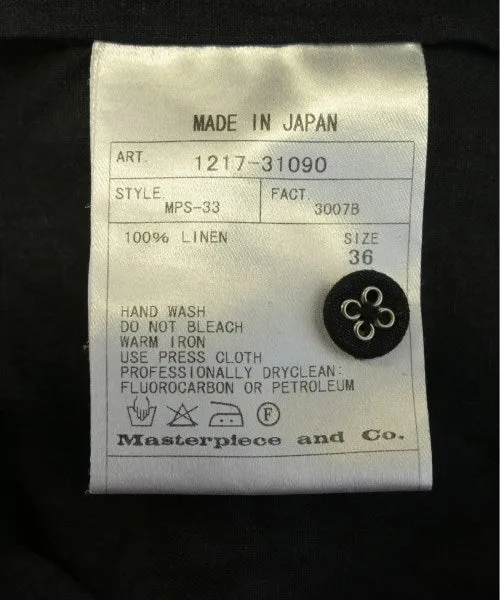 MADE IN JAPAN
ART. 1217-31090
STYLE MPS-33 FACT. 3007B
100% LINEN SIZE
36
HAND WASH
DO NOT BLEACH
WARM IRON
USE PRESS CLOTH
PROFESSIONALLY DRYCLEAN:
FLUOROCARBON OR PETROLEUM
F
Masterpiece and Co.